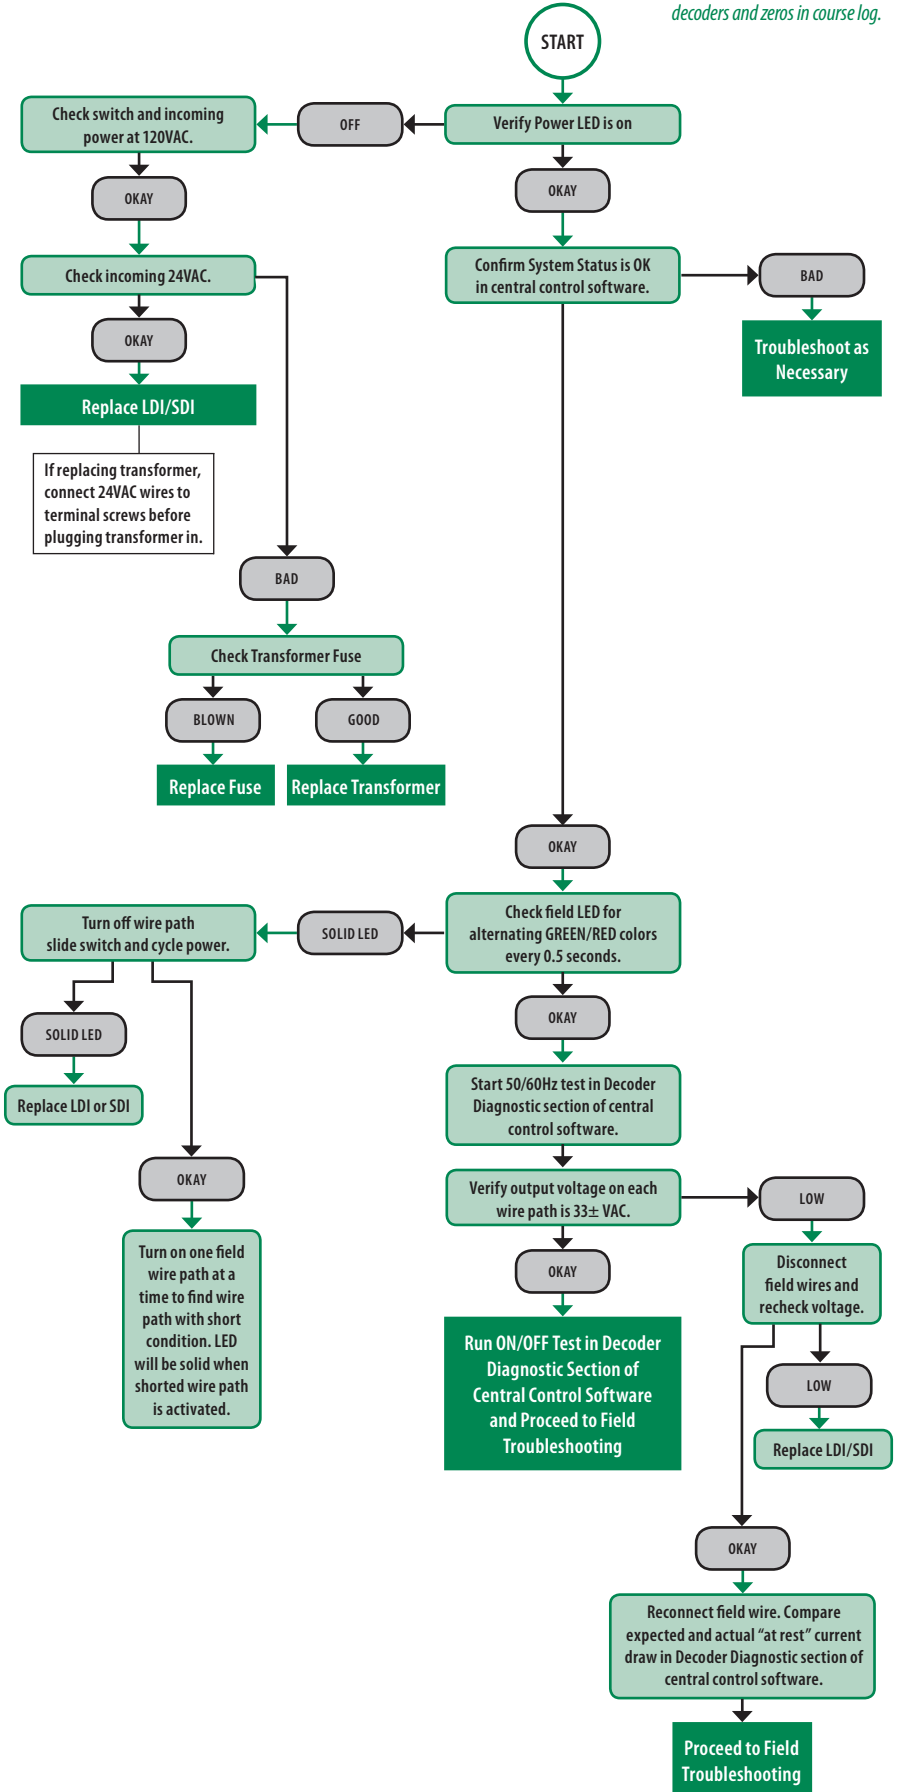 decoders and zeros in course log.
START
Check switch and incoming
power at 120VAC.
OFF
Verify Power LED is on
OKAY
OKAY
Check incoming 24VAC.
Confirm System Status is OK
in central control software.
BAD
OKAY
Troubleshoot as
Necessary
Replace LDI/SDI
If replacing transformer,
connect 24VAC wires to
terminal screws before
plugging transformer in.
BAD
Check Transformer Fuse
BLOWN
GOOD
Replace Fuse
Replace Transformer
OKAY
Turn off wire path
slide switch and cycle power.
SOLID LED
Check field LED for
alternating GREEN/RED colors
every 0.5 seconds.
SOLID LED
OKAY
Replace LDI or SDI
Start 50/60Hz test in Decoder
Diagnostic section of central
control software.
OKAY
Verify output voltage on each
wire path is 33± VAC.
LOW
Turn on one field
wire path at a
time to find wire
path with short
condition. LED
will be solid when
shorted wire path
is activated.
OKAY
Disconnect
field wires and
recheck voltage.
Run ON/OFF Test in Decoder
Diagnostic Section of
Central Control Software
and Proceed to Field
Troubleshooting
LOW
Replace LDI/SDI
OKAY
Reconnect field wire. Compare
expected and actual “at rest” current
draw in Decoder Diagnostic section of
central control software.
Proceed to Field
Troubleshooting